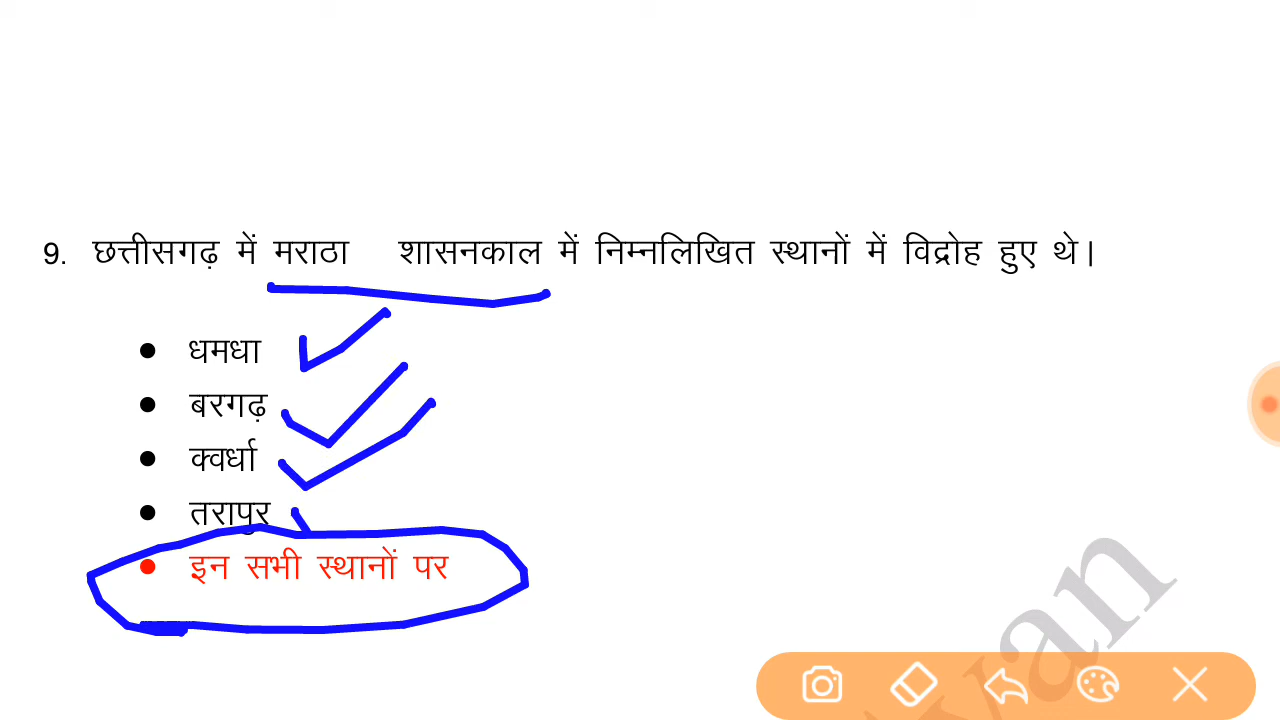 9. छत्तीसगढ़ में मराठा शासनकाल में निम्नलिखित स्थानों में विद्रोह हुए थे।
• धमधा
• बरगढ़
• क्वर्धा
• तरापुर
• इन सभी स्थानों पर